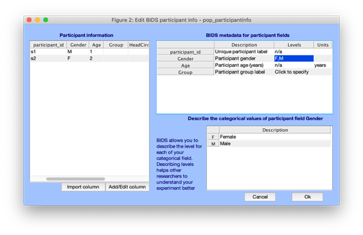 Figure 2: Edit BIDS participant info - pop_participantinfo
Participant information
participant_id Gender Age Group HeadCirc
s1 M 1
s2 F 2
Import column Add/Edit column
BIDS metadata for participant fields
Description Levels Units
participant_id Unique participant label n/a
Gender Participant gender F,M
Age Participant age (years) n/a years
Group Participant group label Click to specify
Describe the categorical values of participant field Gender
BIDS allows you to
describe the level for
each of your
categorical field.
Describing levels
helps other
researchers to
understand your
experiment better
Description
F Female
M Male
Cancel Ok